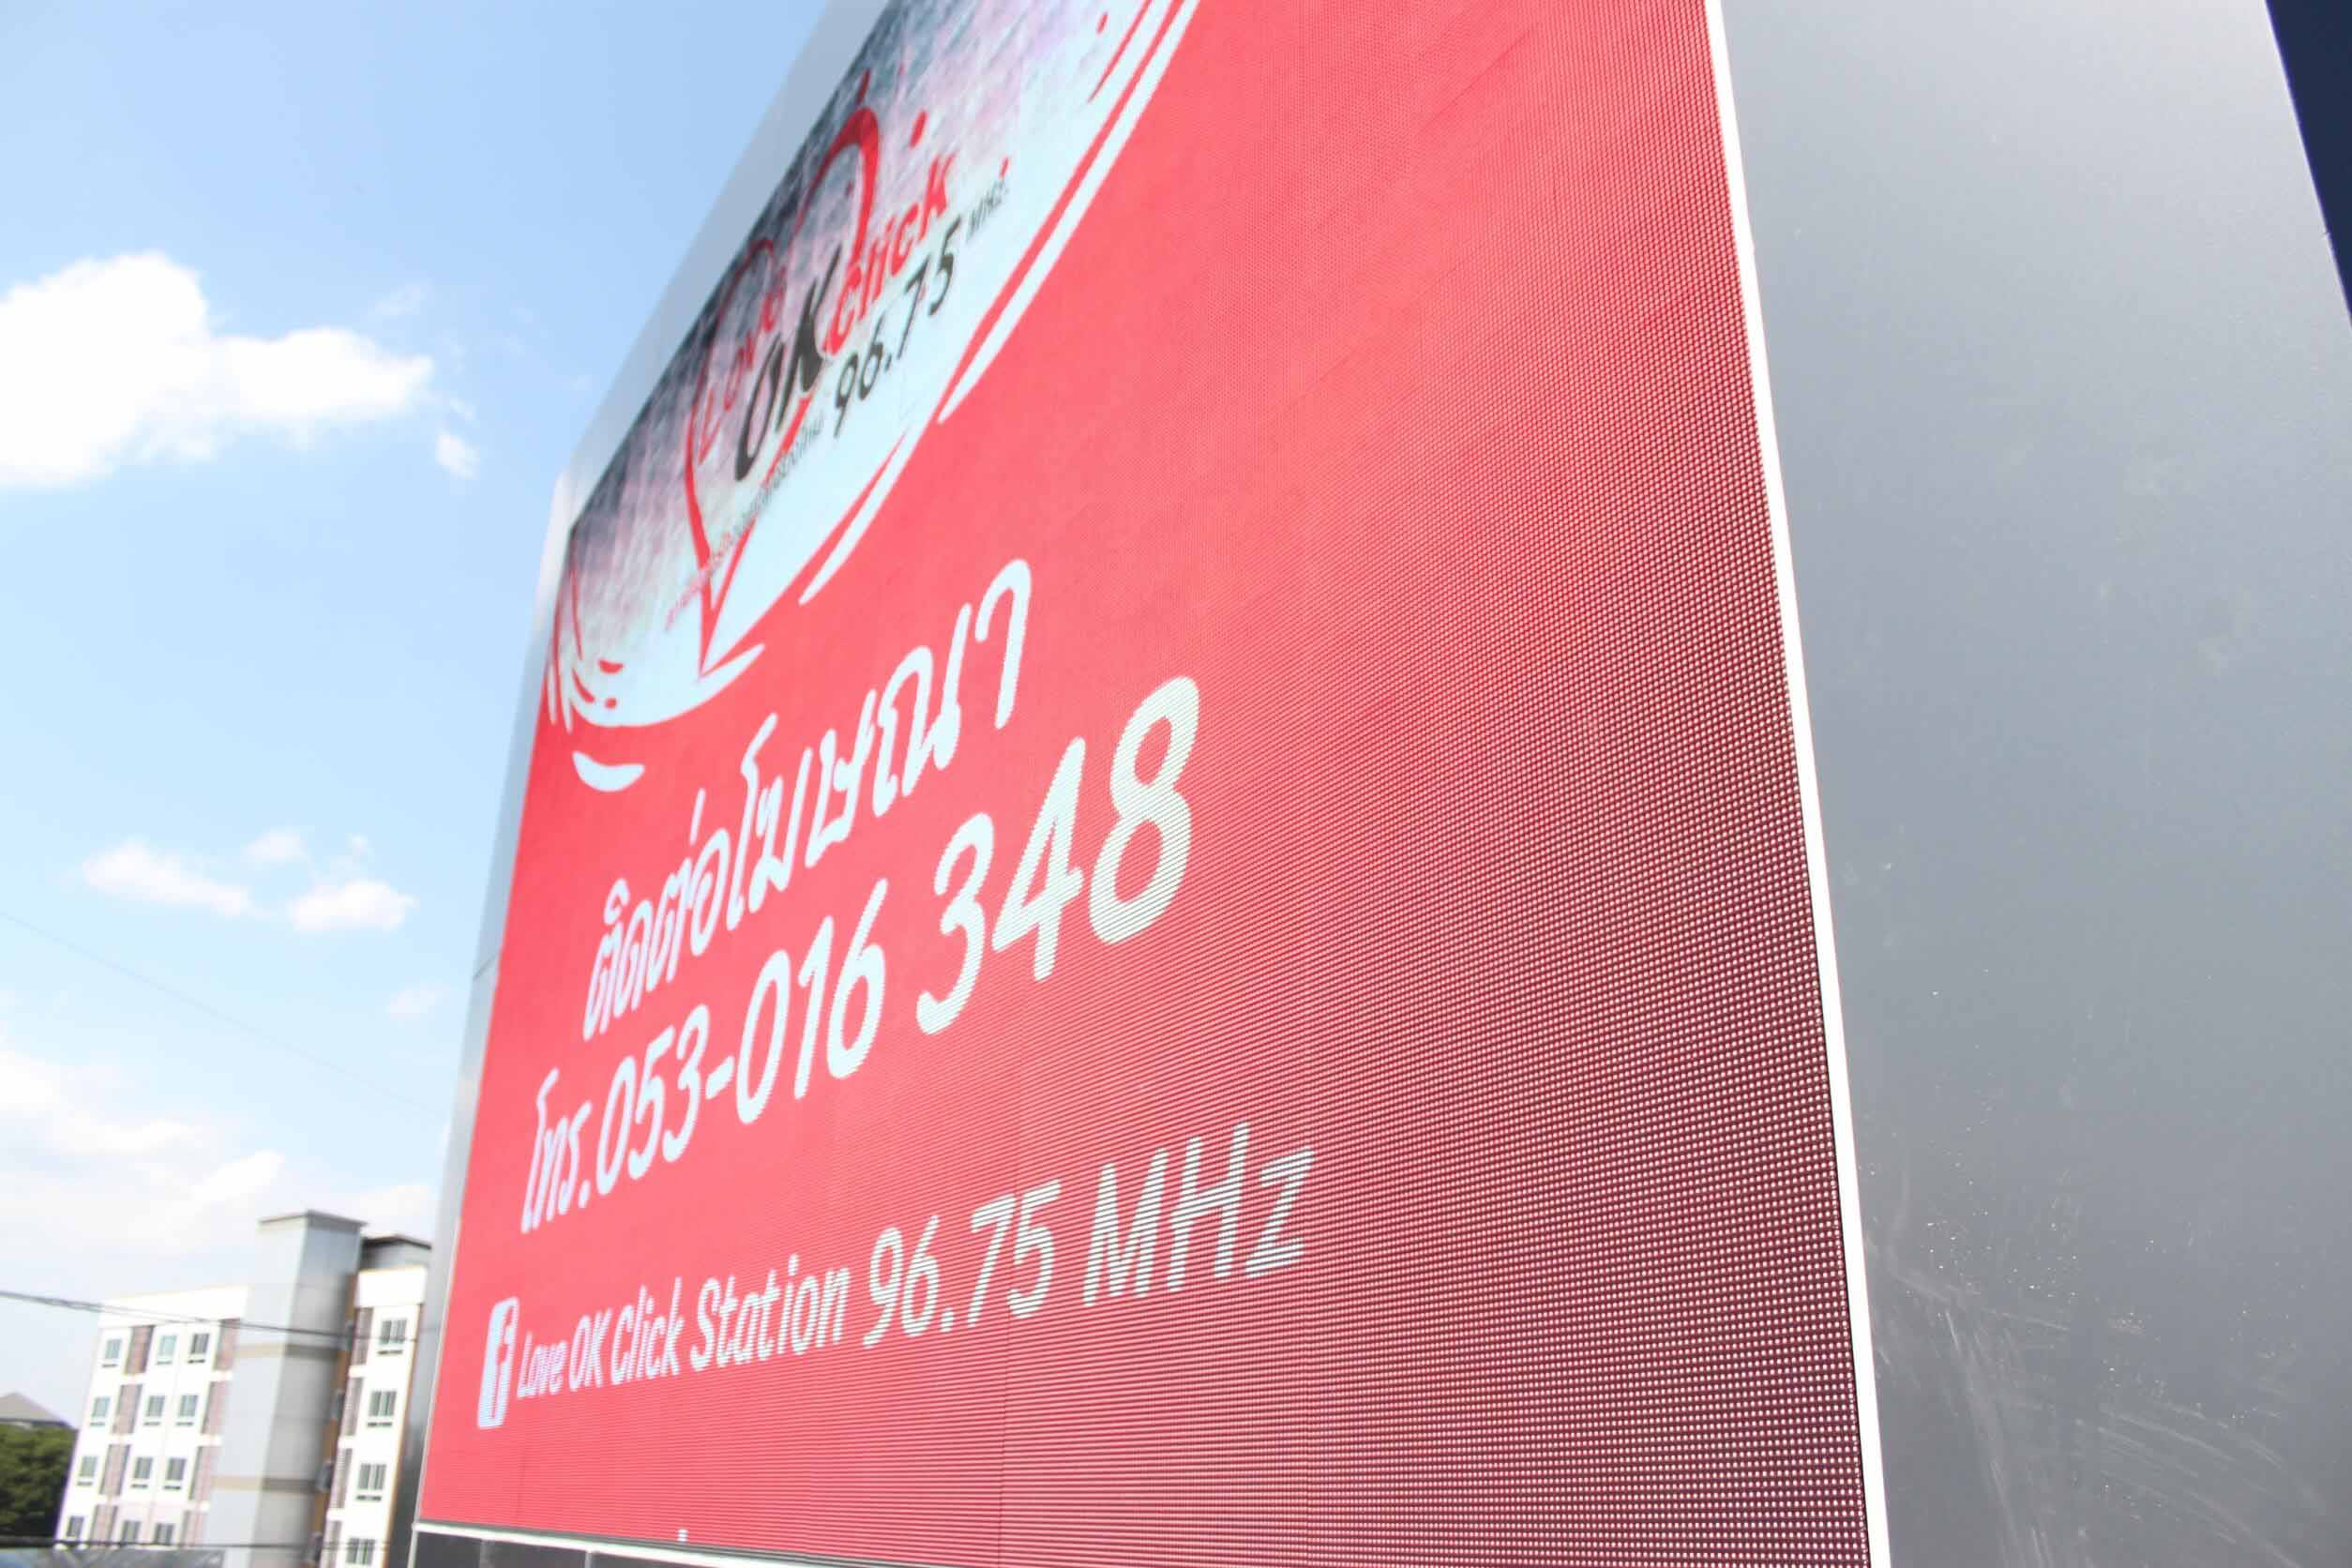 Love
OK click
96.75 MHz.
ติดต่อโฆษณา
โทร.053-016 348
Love OK Click Station 96.75 MHz